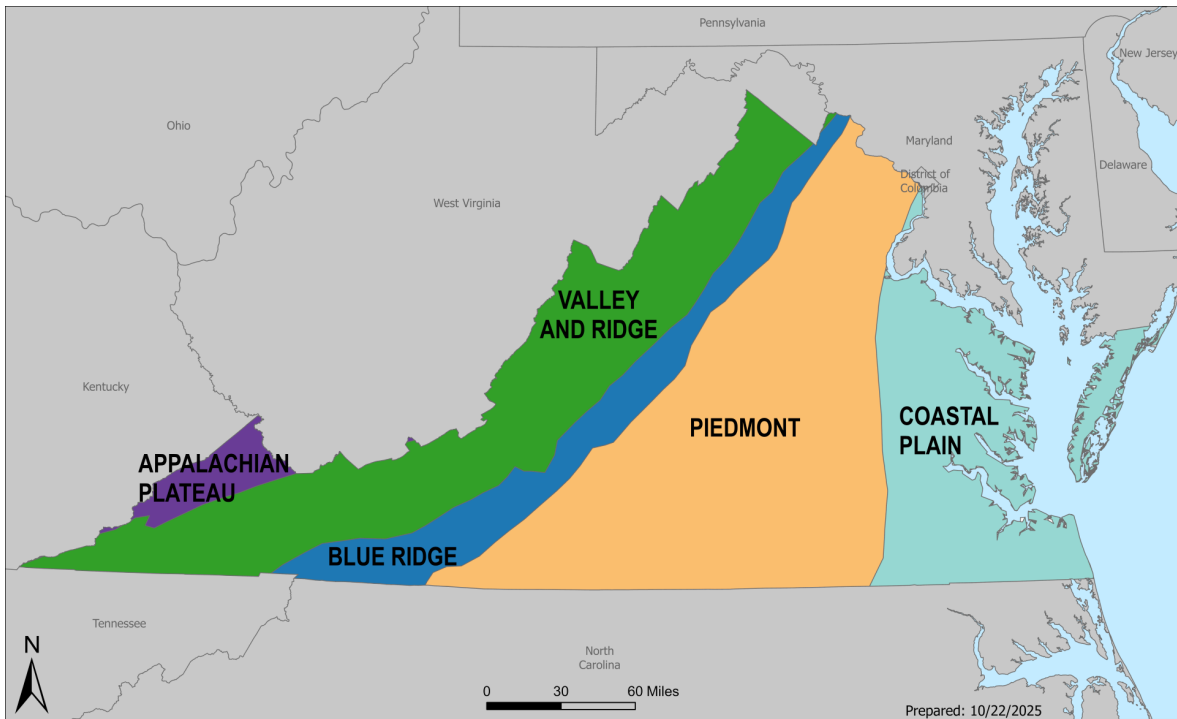 Pennsylvania
New Jersey
Ohio
Maryland
Delaware
District of
Columbia
West Virginia
VALLEY
AND RIDGE
Kentucky
COASTAL
PLAIN
PIEDMONT
APPALACHIAN
PLATEAU
BLUE RIDGE
Tennessee
North
Carolina
N
0 30 60 Miles
Prepared: 10/22/2025